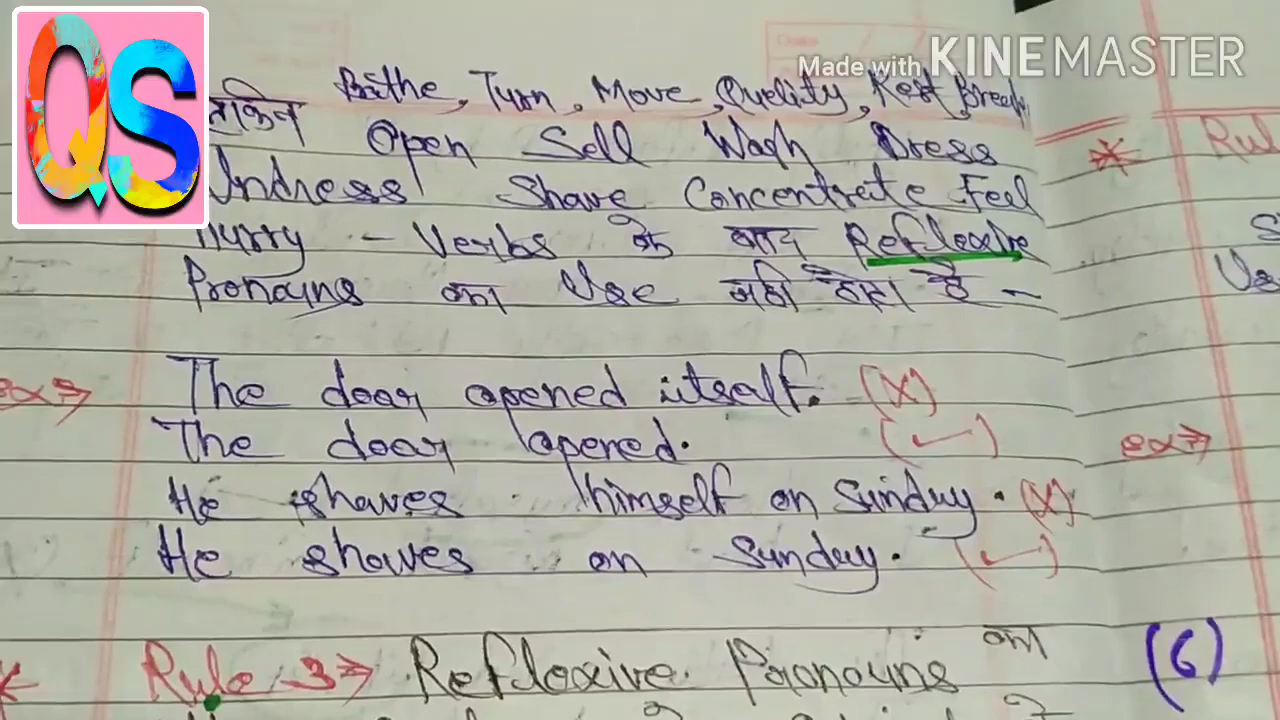 QS
Made with KINEMASTER
Bathe, Turn, Move, Quelity, Rest, Break
लेकिन Open Sell Wash Dress
Undress Shave Concentrate Feel
Hurry - Verbs के बाद Reflexive
Pronouns का Use नहीं होता है -
ex⇒ The door opened itself. (X)
The door opened. (✓)
He shaves himself on Sunday. (X)
He shaves on Sunday. (✓)
* Rule 3⇒ Reflexive Pronouns का
*
ex⇒
(6)